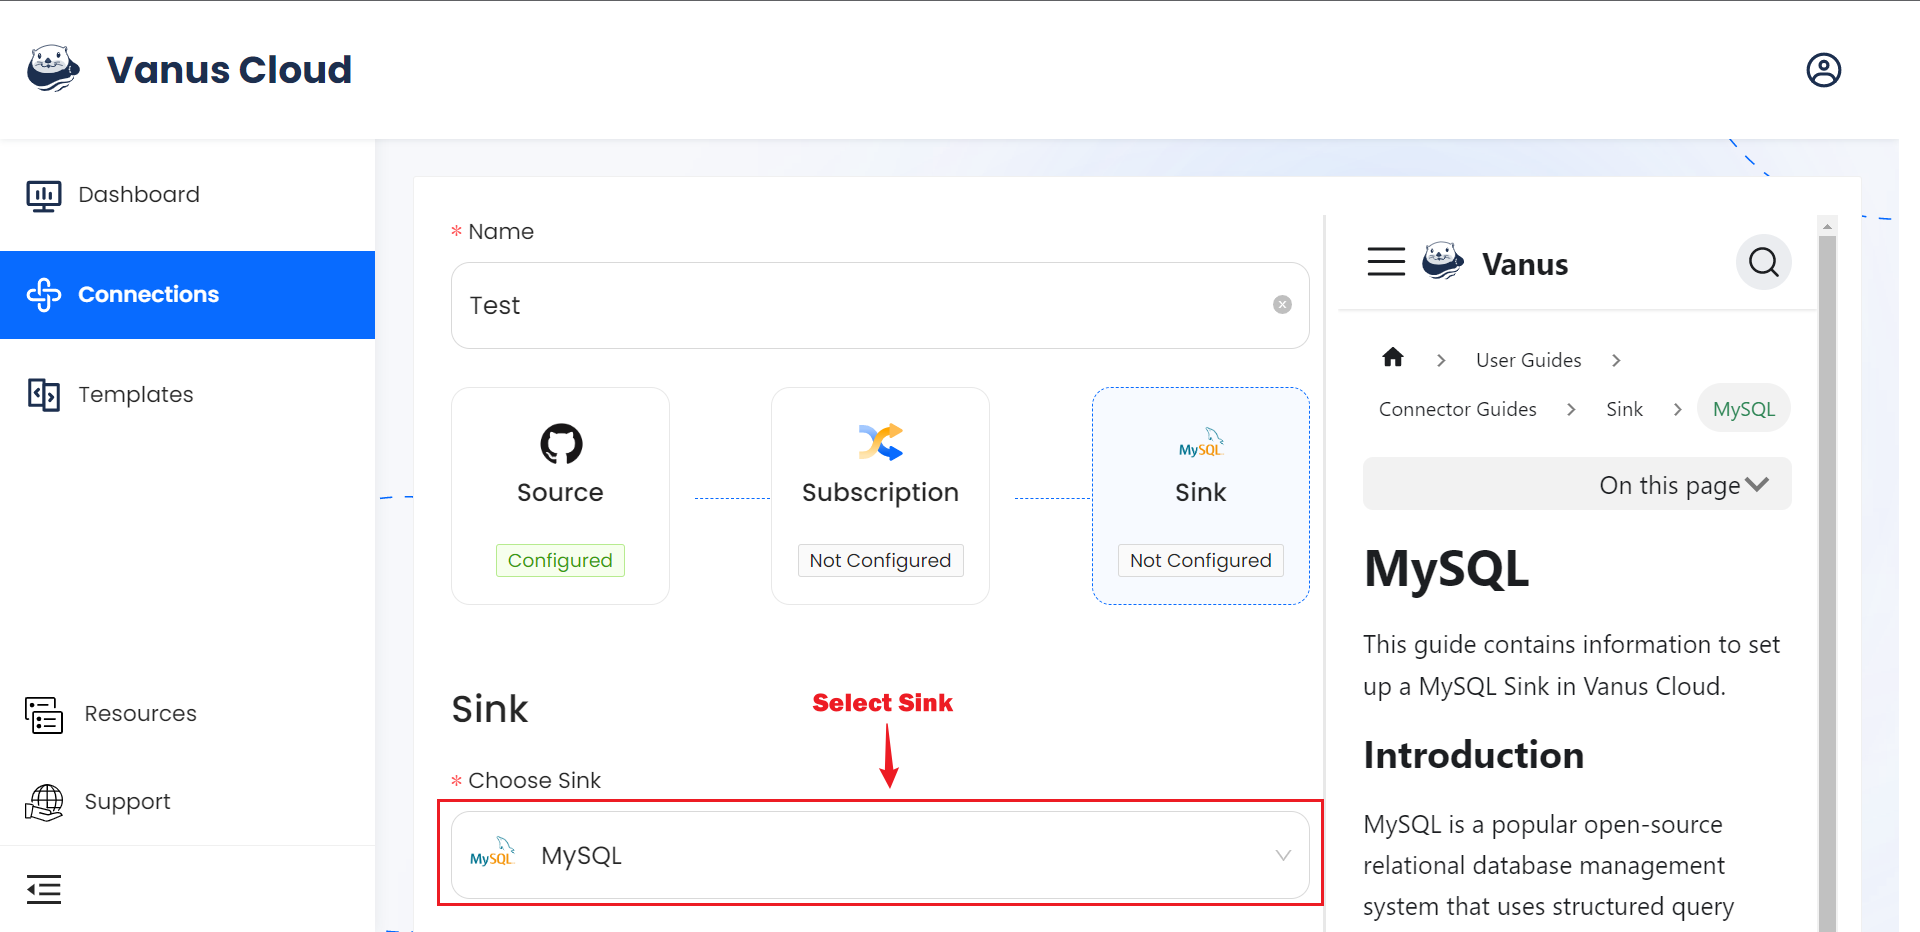 Vanus Cloud
Dashboard
Connections
Templates
Resources
Support
* Name
Test
Source
Configured
Subscription
Not Configured
MySQL
Sink
Not Configured
Sink
Select Sink
* Choose Sink
MySQL MySQL
Vanus
User Guides
Connector Guides Sink MySQL
On this page
MySQL
This guide contains information to set
up a MySQL Sink in Vanus Cloud.
Introduction
MySQL is a popular open-source
relational database management
system that uses structured query